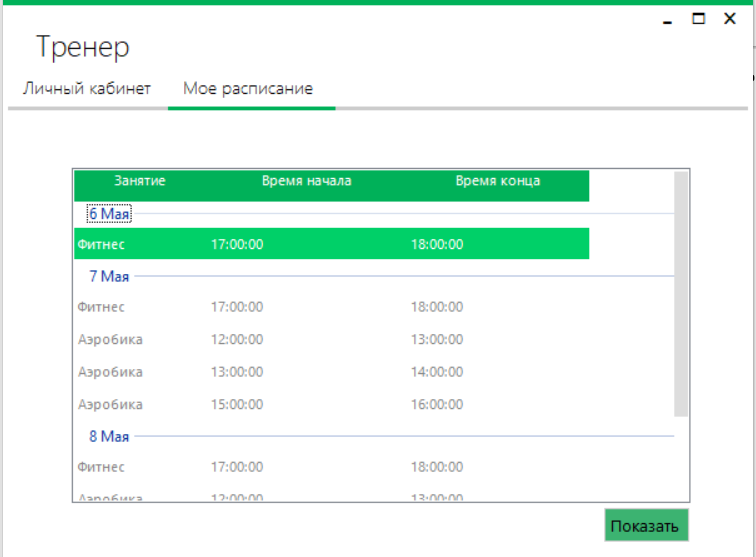 Тренер
Личный кабинет Мое расписание
Занятие Время начала Время конца
6 Мая
Фитнес 17:00:00 18:00:00
7 Мая
Фитнес 17:00:00 18:00:00
Аэробика 12:00:00 13:00:00
Аэробика 13:00:00 14:00:00
Аэробика 15:00:00 16:00:00
8 Мая
Фитнес 17:00:00 18:00:00
Аэробика 12:00:00 13:00:00
Показать